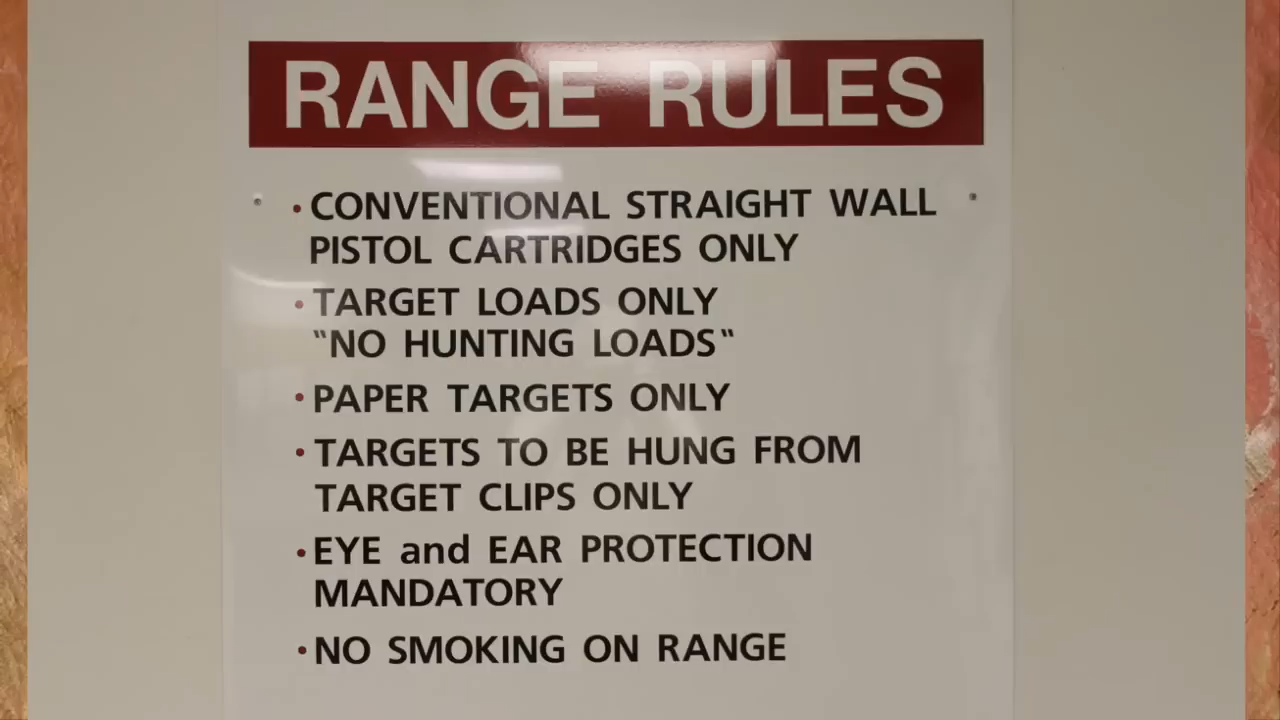 RANGE RULES
• CONVENTIONAL STRAIGHT WALL
PISTOL CARTRIDGES ONLY
• TARGET LOADS ONLY
"NO HUNTING LOADS"
• PAPER TARGETS ONLY
• TARGETS TO BE HUNG FROM
TARGET CLIPS ONLY
• EYE and EAR PROTECTION
MANDATORY
• NO SMOKING ON RANGE